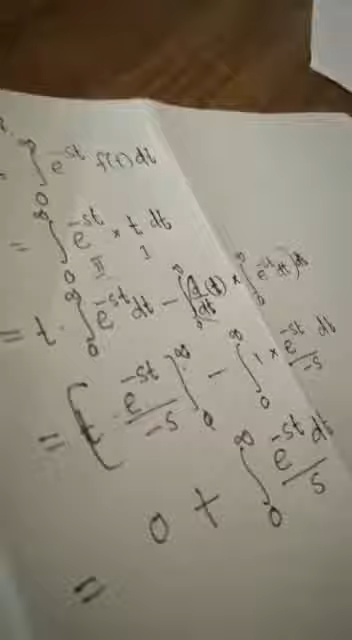 ∫₀^∞ e^{-st} f(t) dt
= ∫₀^∞ e^{-st} × t dt
II I
= t · ∫₀^∞ e^{-st} dt - ∫₀^∞ (d/dt (t) × ∫₀^∞ e^{-st} dt) dt
= [t e^{-st}/-s]₀^∞ - ∫₀^∞ 1 × e^{-st}/-s dt
0 + ∫₀^∞ e^{-st}/s dt
=